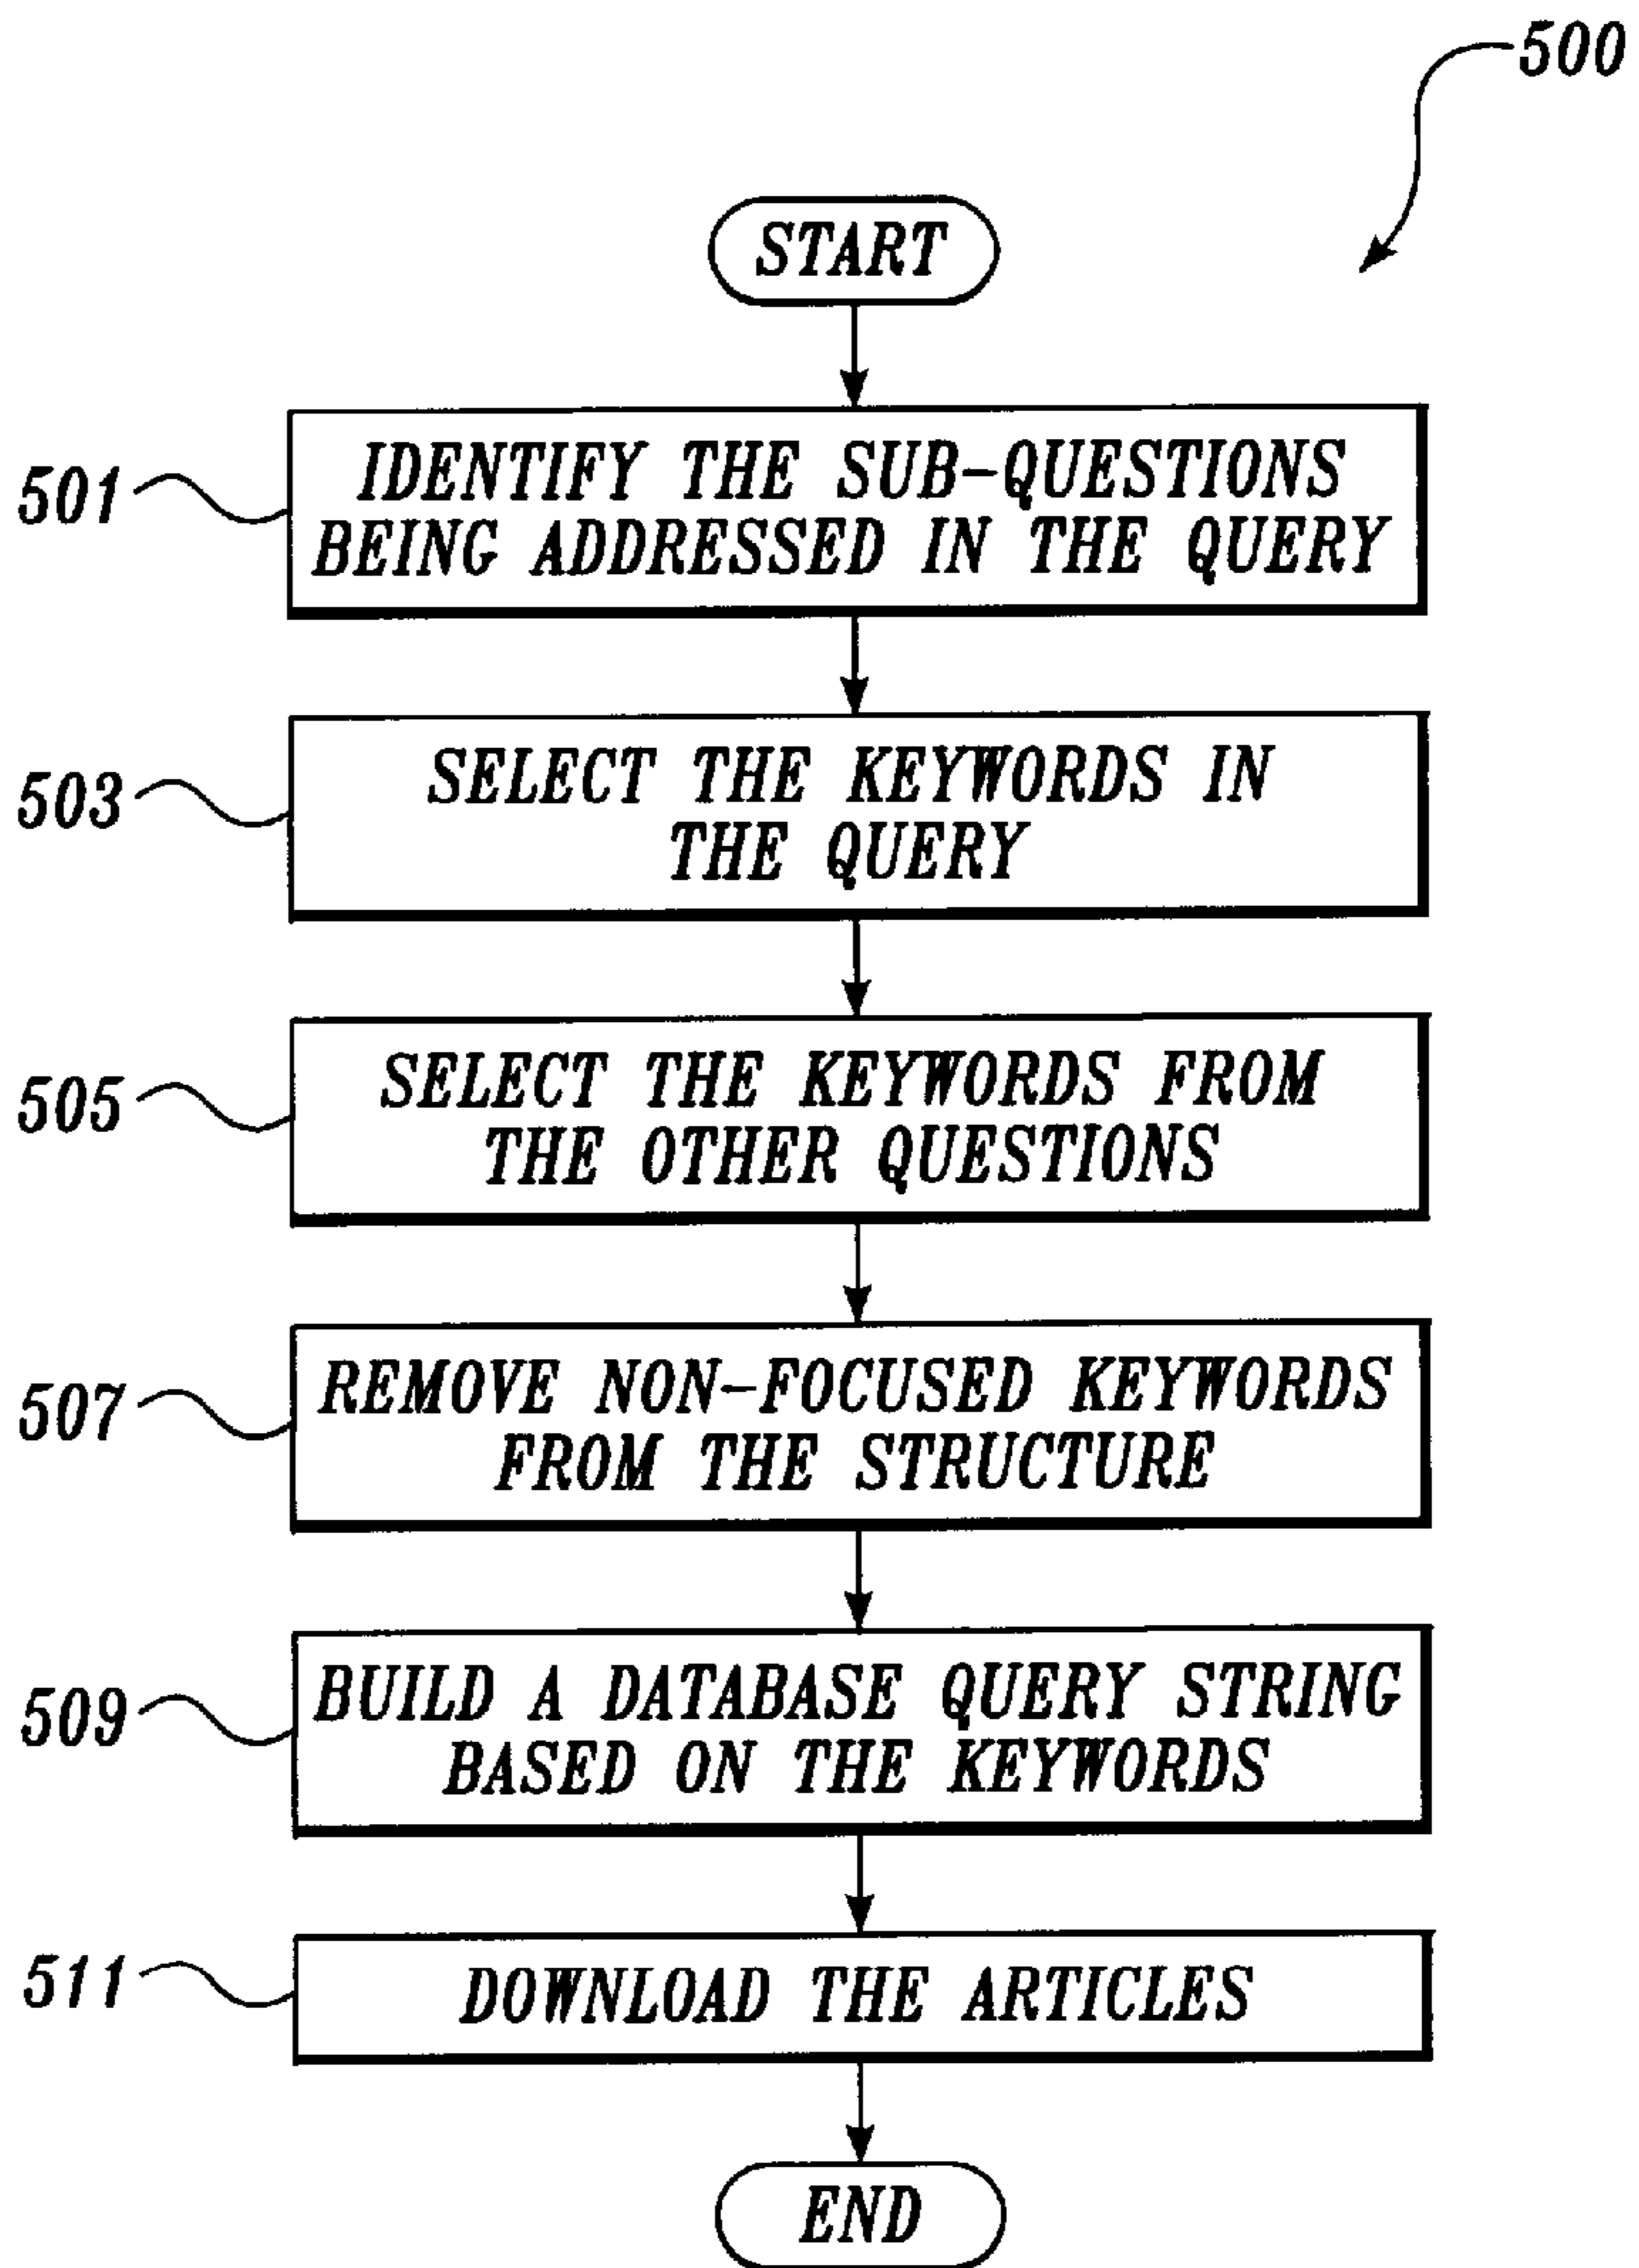 500
START
501
IDENTIFY THE SUB-QUESTIONS
BEING ADDRESSED IN THE QUERY
503
SELECT THE KEYWORDS IN
THE QUERY
505
SELECT THE KEYWORDS FROM
THE OTHER QUESTIONS
507
REMOVE NON-FOCUSED KEYWORDS
FROM THE STRUCTURE
509
BUILD A DATABASE QUERY STRING
BASED ON THE KEYWORDS
511
DOWNLOAD THE ARTICLES
END